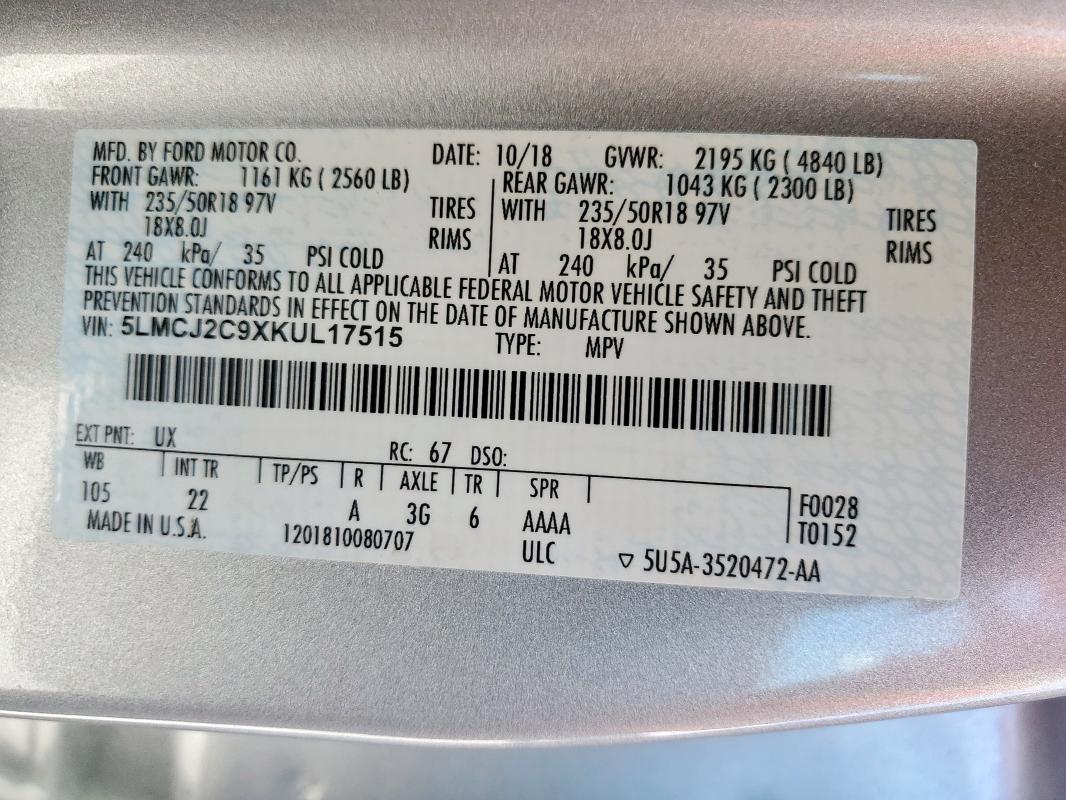 MFD. BY FORD MOTOR CO. DATE: 10/18 GVWR: 2195 KG ( 4840 LB)
FRONT GAWR: 1161 KG ( 2560 LB) REAR GAWR: 1043 KG ( 2300 LB)
WITH 235/50R18 97V TIRES WITH 235/50R18 97V TIRES
18X8.0J RIMS 18X8.0J RIMS
AT 240 kPa/ 35 PSI COLD AT 240 kPa/ 35 PSI COLD
THIS VEHICLE CONFORMS TO ALL APPLICABLE FEDERAL MOTOR VEHICLE SAFETY AND THEFT
PREVENTION STANDARDS IN EFFECT ON THE DATE OF MANUFACTURE SHOWN ABOVE.
VIN: 5LMCJ2C9XKUL17515 TYPE: MPV
EXT PNT: UX RC: 67 DSO:
WB INT TR TP/PS R AXLE TR SPR
105 22 A 3G 6 AAAA F0028
MADE IN U.S.A. 1201810080707 ULC T0152
▽ 5U5A-3520472-AA